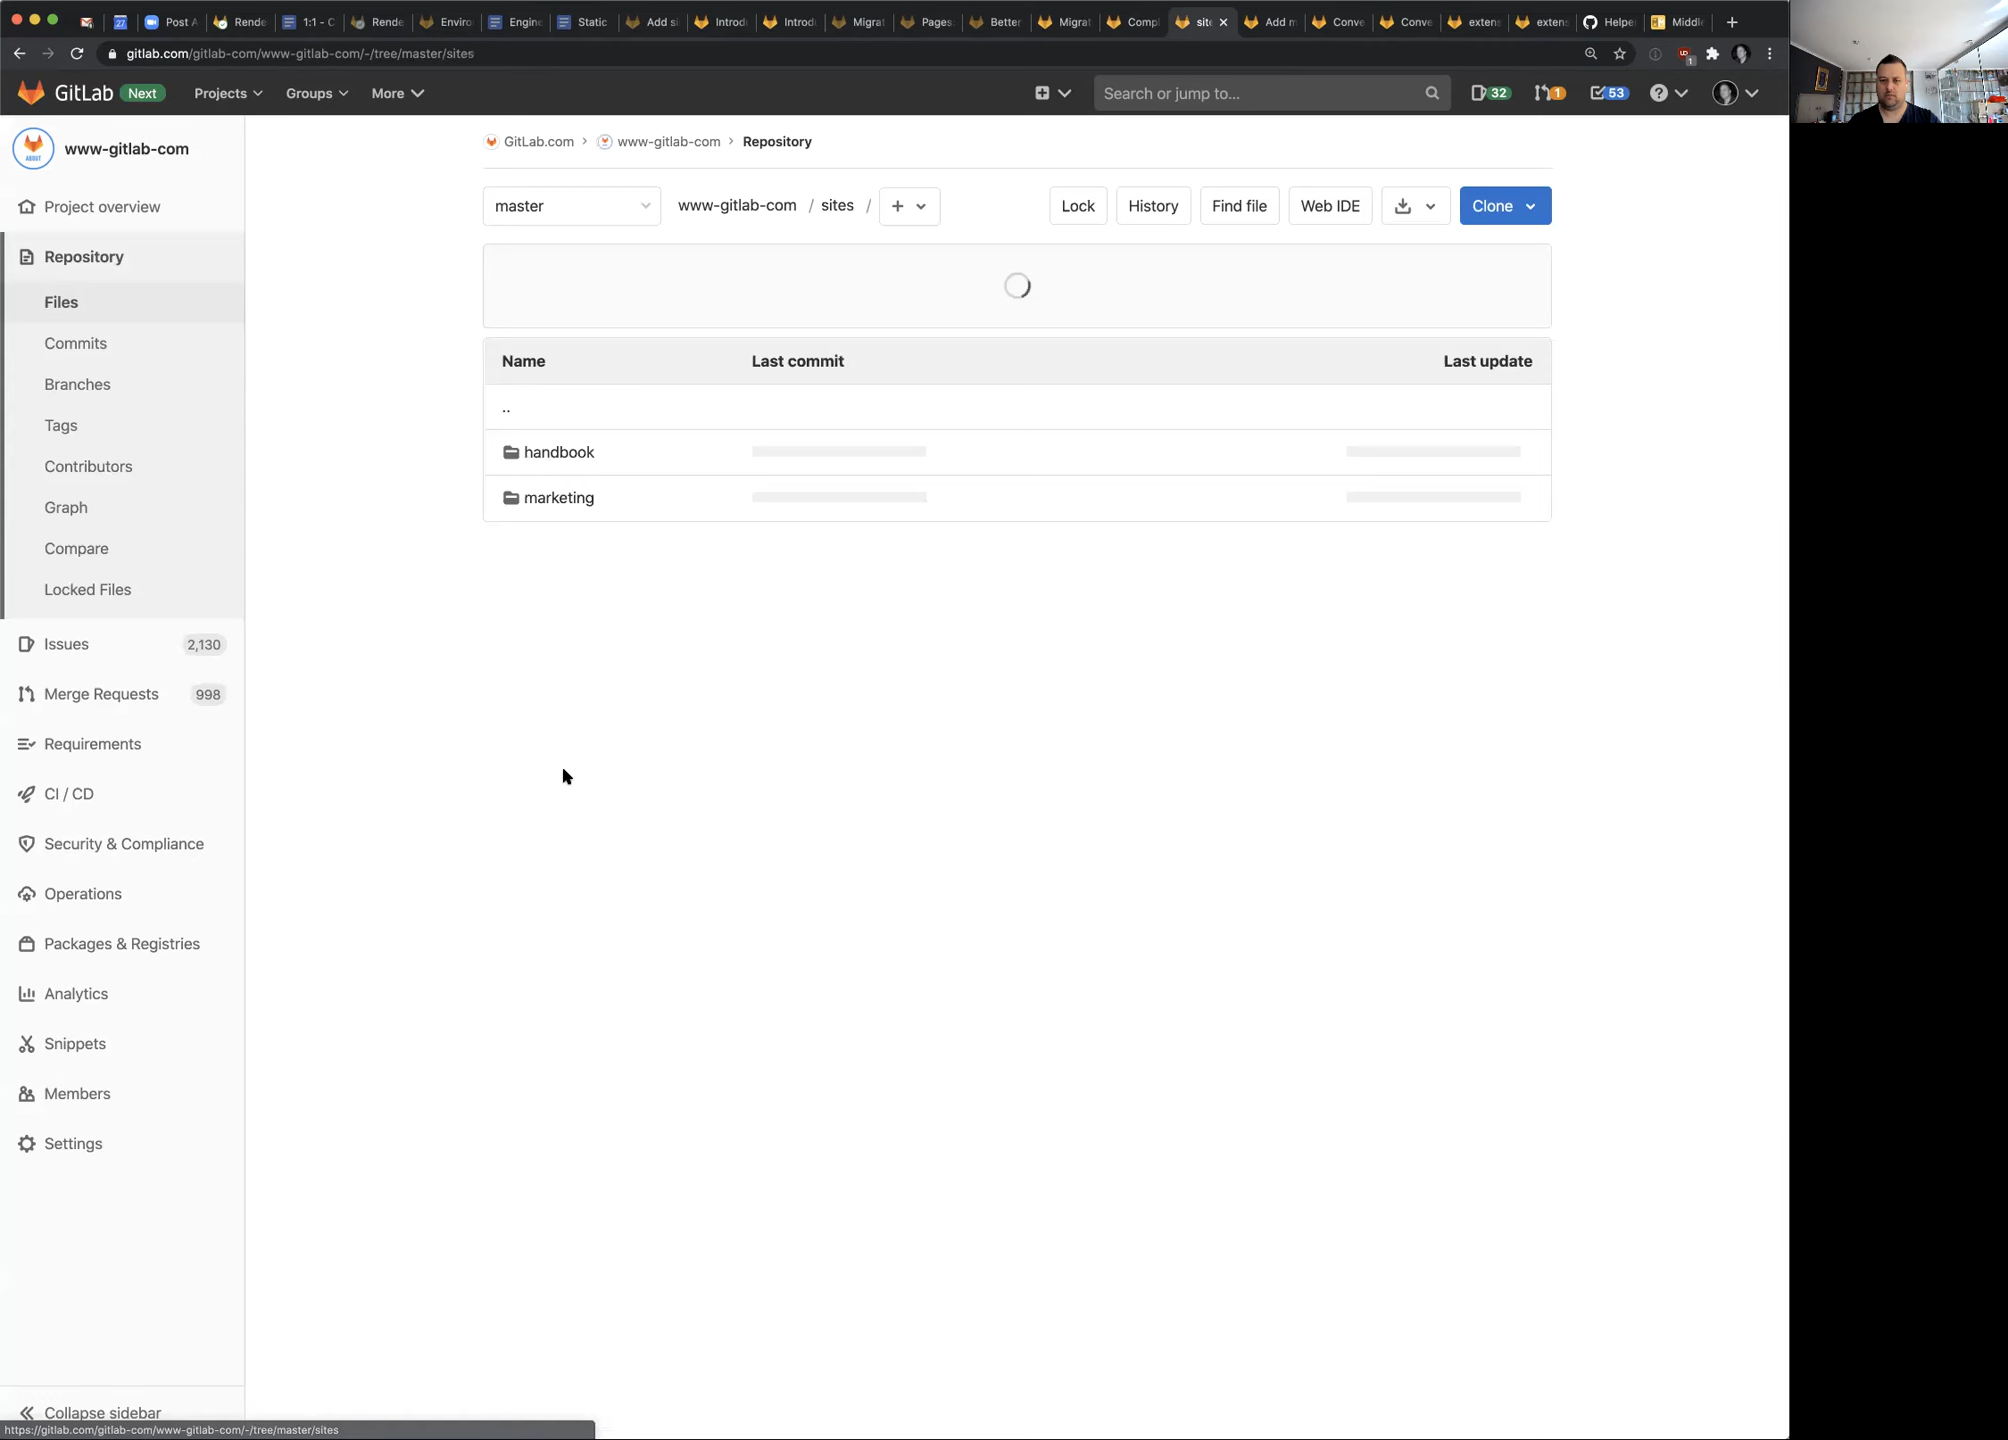 27
Post A
Rende
1:1 - C
Rende
Enviro
Engine
Static
Add si
Introd
Introd
Migrat
Pages
Better
Migrat
Compl
site
Add m
Conve
Conve
extens
extens
Helper
Middle
gitlab.com/gitlab-com/www-gitlab-com/-/tree/master/sites
1
GitLab Next Projects Groups More Search or jump to... 32 1 53
www-gitlab-com
ABOUT
Project overview
Repository
Files
Commits
Branches
Tags
Contributors
Graph
Compare
Locked Files
Issues 2,130
Merge Requests 998
Requirements
CI / CD
Security & Compliance
Operations
Packages & Registries
Analytics
Snippets
Members
Settings
Collapse sidebar
https://gitlab.com/gitlab-com/www-gitlab-com/-/tree/master/sites
GitLab.com › www-gitlab-com › Repository
master www-gitlab-com / sites / + Lock History Find file Web IDE Clone
Name Last commit Last update
..
handbook
marketing